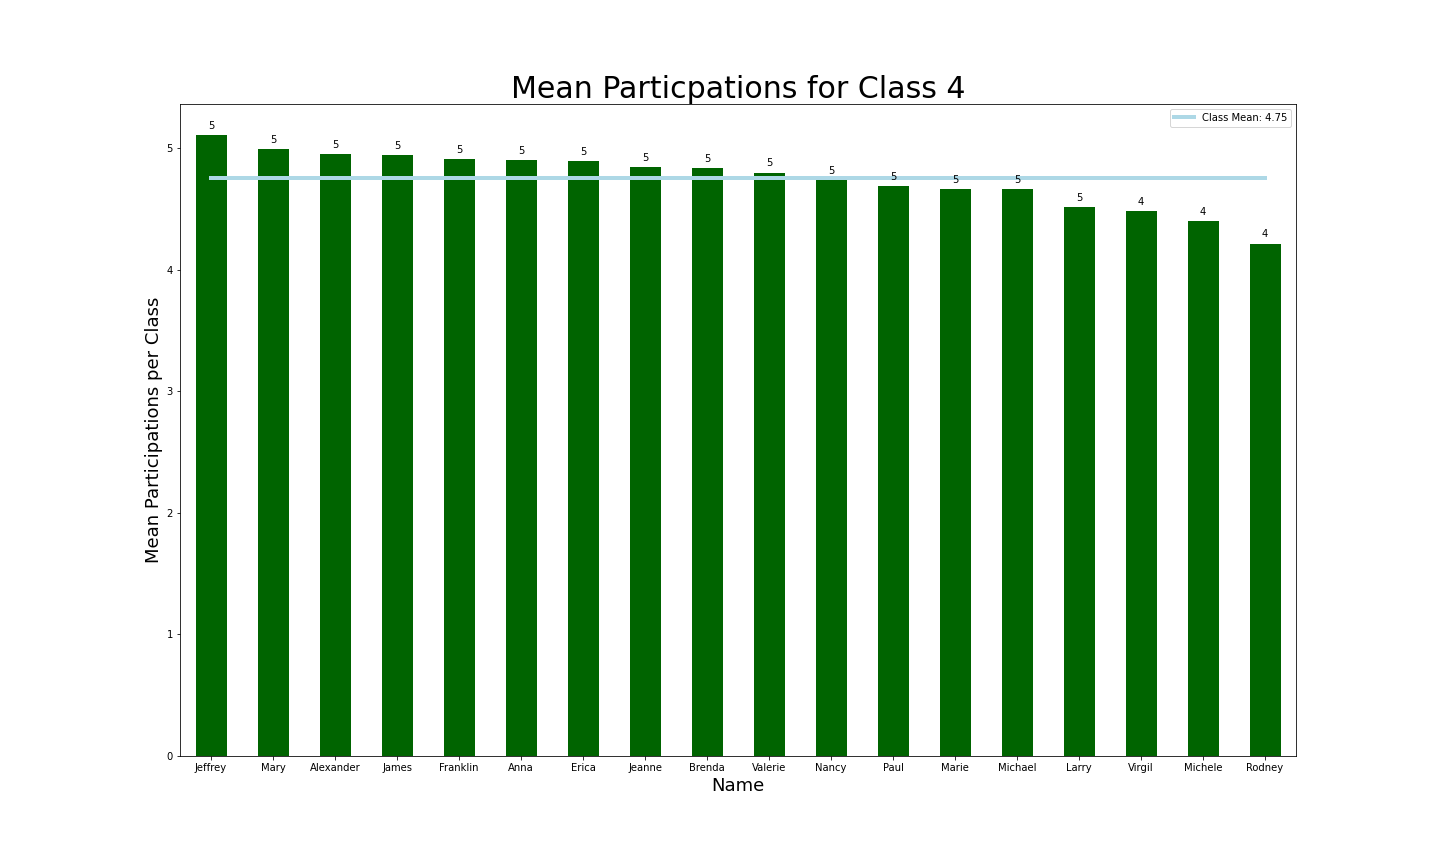 Mean Particpations for Class 4
Class Mean: 4.75
5 5 5 5 5 5 5 5 5 5 5 5 5 5 5 4 4 4
Mean Participations per Class
5
4
3
2
1
0
Jeffrey Mary Alexander James Franklin Anna Erica Jeanne Brenda Valerie Nancy Paul Marie Michael Larry Virgil Michele Rodney
Name